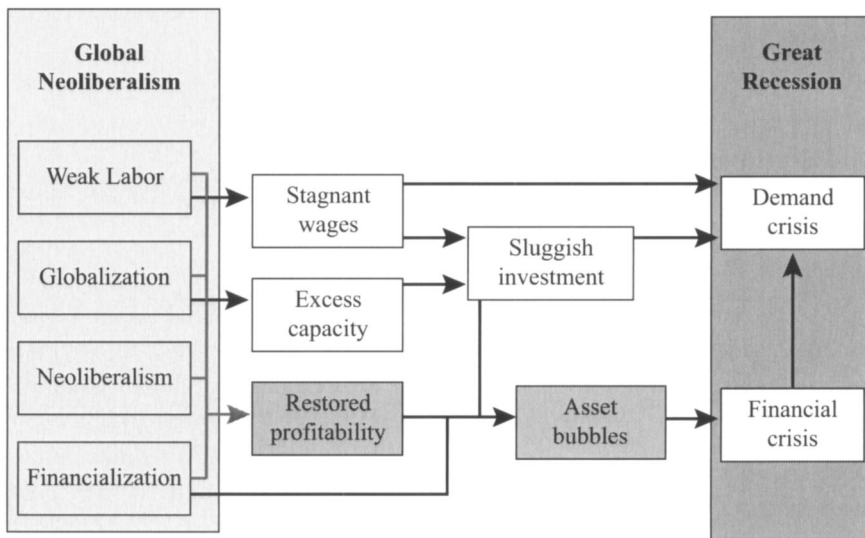 Global
Neoliberalism
Weak Labor
Globalization
Neoliberalism
Financialization
Stagnant
wages
Excess
capacity
Restored
profitability
Sluggish
investment
Asset
bubbles
Great
Recession
Demand
crisis
Financial
crisis